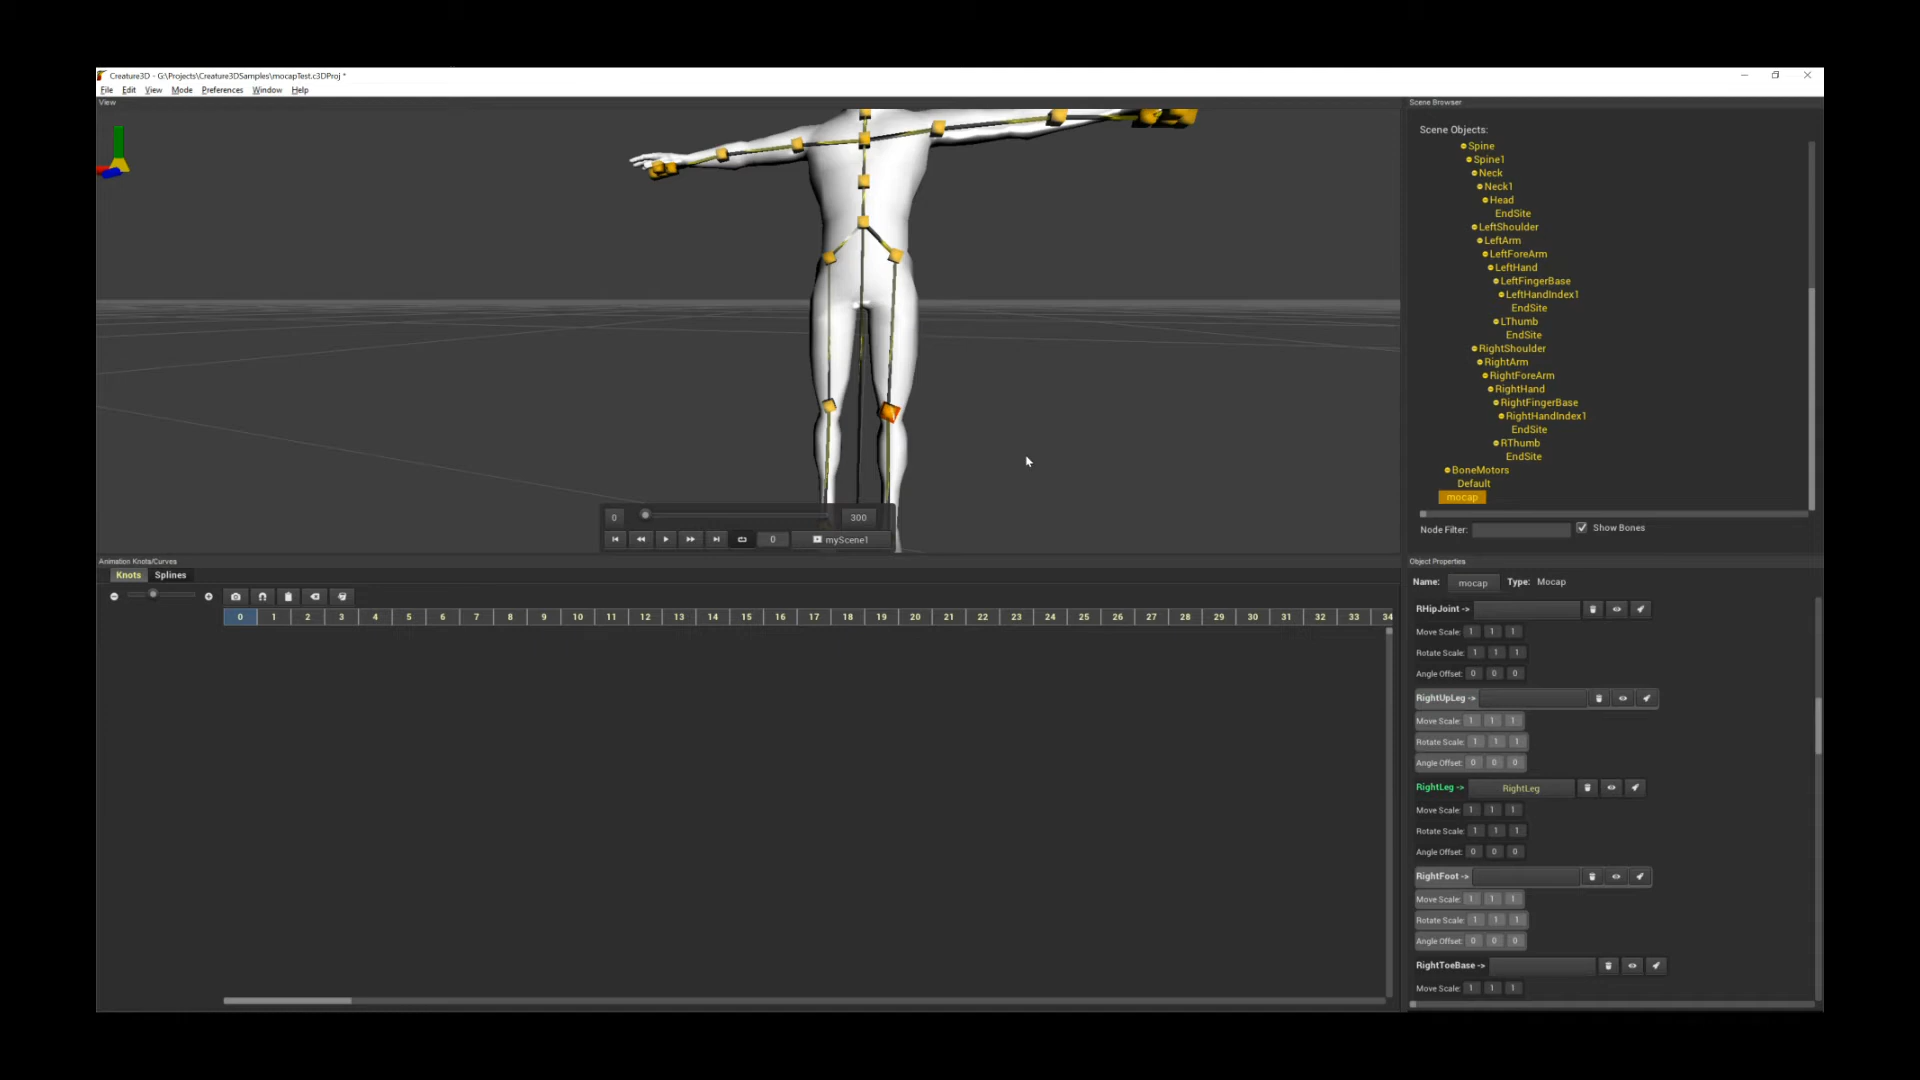 Creature3D - G:\Projects\Creature3DSamples\mocapTest.c3DProj *
File Edit View Mode Preferences Window Help
View
0 300
0 myScene1
Scene Browser
Scene Objects:
Spine
Spine1
Neck
Neck1
Head
EndSite
LeftShoulder
LeftArm
LeftForeArm
LeftHand
LeftFingerBase
LeftHandIndex1
EndSite
LThumb
EndSite
RightShoulder
RightArm
RightForeArm
RightHand
RightFingerBase
RightHandIndex1
EndSite
RThumb
EndSite
BoneMotors
Default
mocap
Node Filter: Show Bones
Animation Knots/Curves
Knots Splines
0 1 2 3 4 5 6 7 8 9 10 11 12 13 14 15 16 17 18 19 20 21 22 23 24 25 26 27 28 29 30 31 32 33 34
Object Properties
Name: mocap Type: Mocap
RHipJoint ->
Move Scale: 1 1 1
Rotate Scale: 1 1 1
Angle Offset: 0 0 0
RightUpLeg ->
Move Scale: 1 1 1
Rotate Scale: 1 1 1
Angle Offset: 0 0 0
RightLeg -> RightLeg
Move Scale: 1 1 1
Rotate Scale: 1 1 1
Angle Offset: 0 0 0
RightFoot ->
Move Scale: 1 1 1
Rotate Scale: 1 1 1
Angle Offset: 0 0 0
RightToeBase ->
Move Scale: 1 1 1